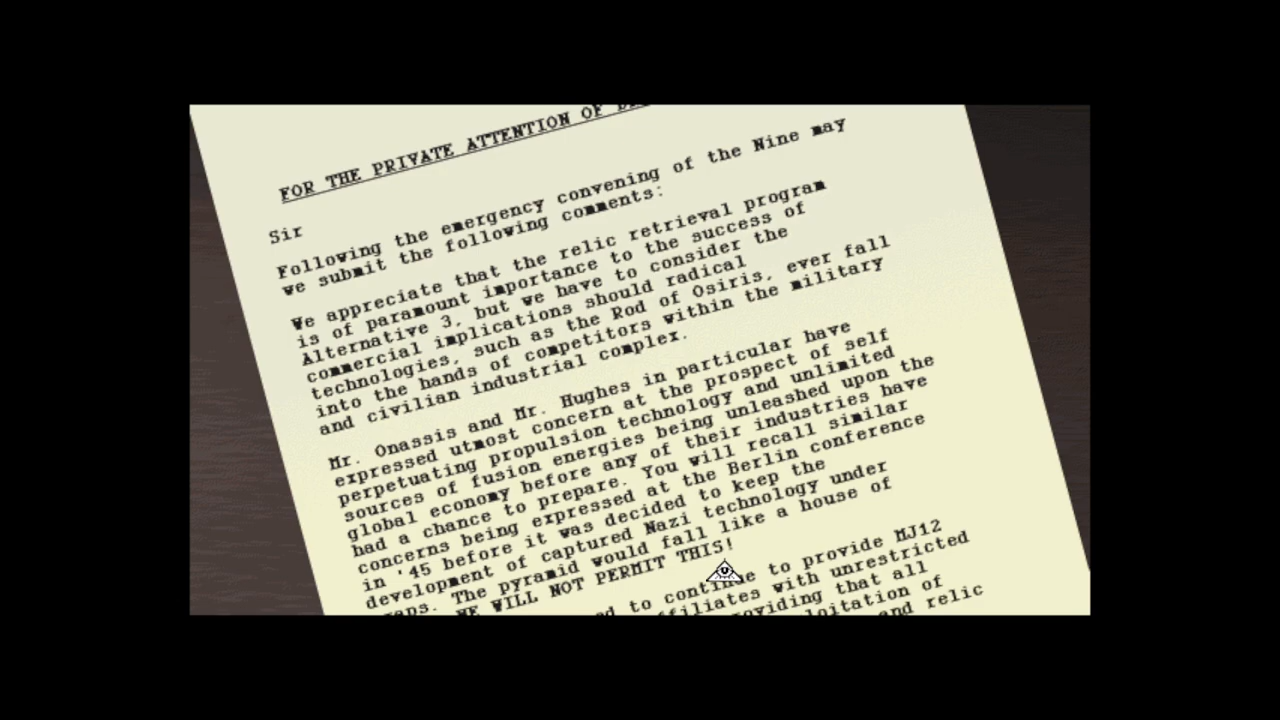 FOR THE PRIVATE ATTENTION OF
Sir
Following the emergency convening of the Nine may
we submit the following comments:
We appreciate that the relic retrieval program
is of paramount importance to the success of
Alternative 3, but we have to consider the
commercial implications should radical
technologies, such as the Rod of Osiris, ever fall
into the hands of competitors within the military
and civilian industrial complex.
Mr. Onassis and Mr. Hughes in particular have
expressed utmost concern at the prospect of self
perpetuating propulsion technology and unlimited
sources of fusion energies being unleashed upon the
global economy before any of their industries have
had a chance to prepare. You will recall similar
concerns being expressed at the Berlin conference
in '45 before it was decided to keep the
development of captured Nazi technology under
The pyramid would fall like a house of
WE WILL NOT PERMIT THIS!
to continue to provide MJ12
with unrestricted
that all
of
and relic